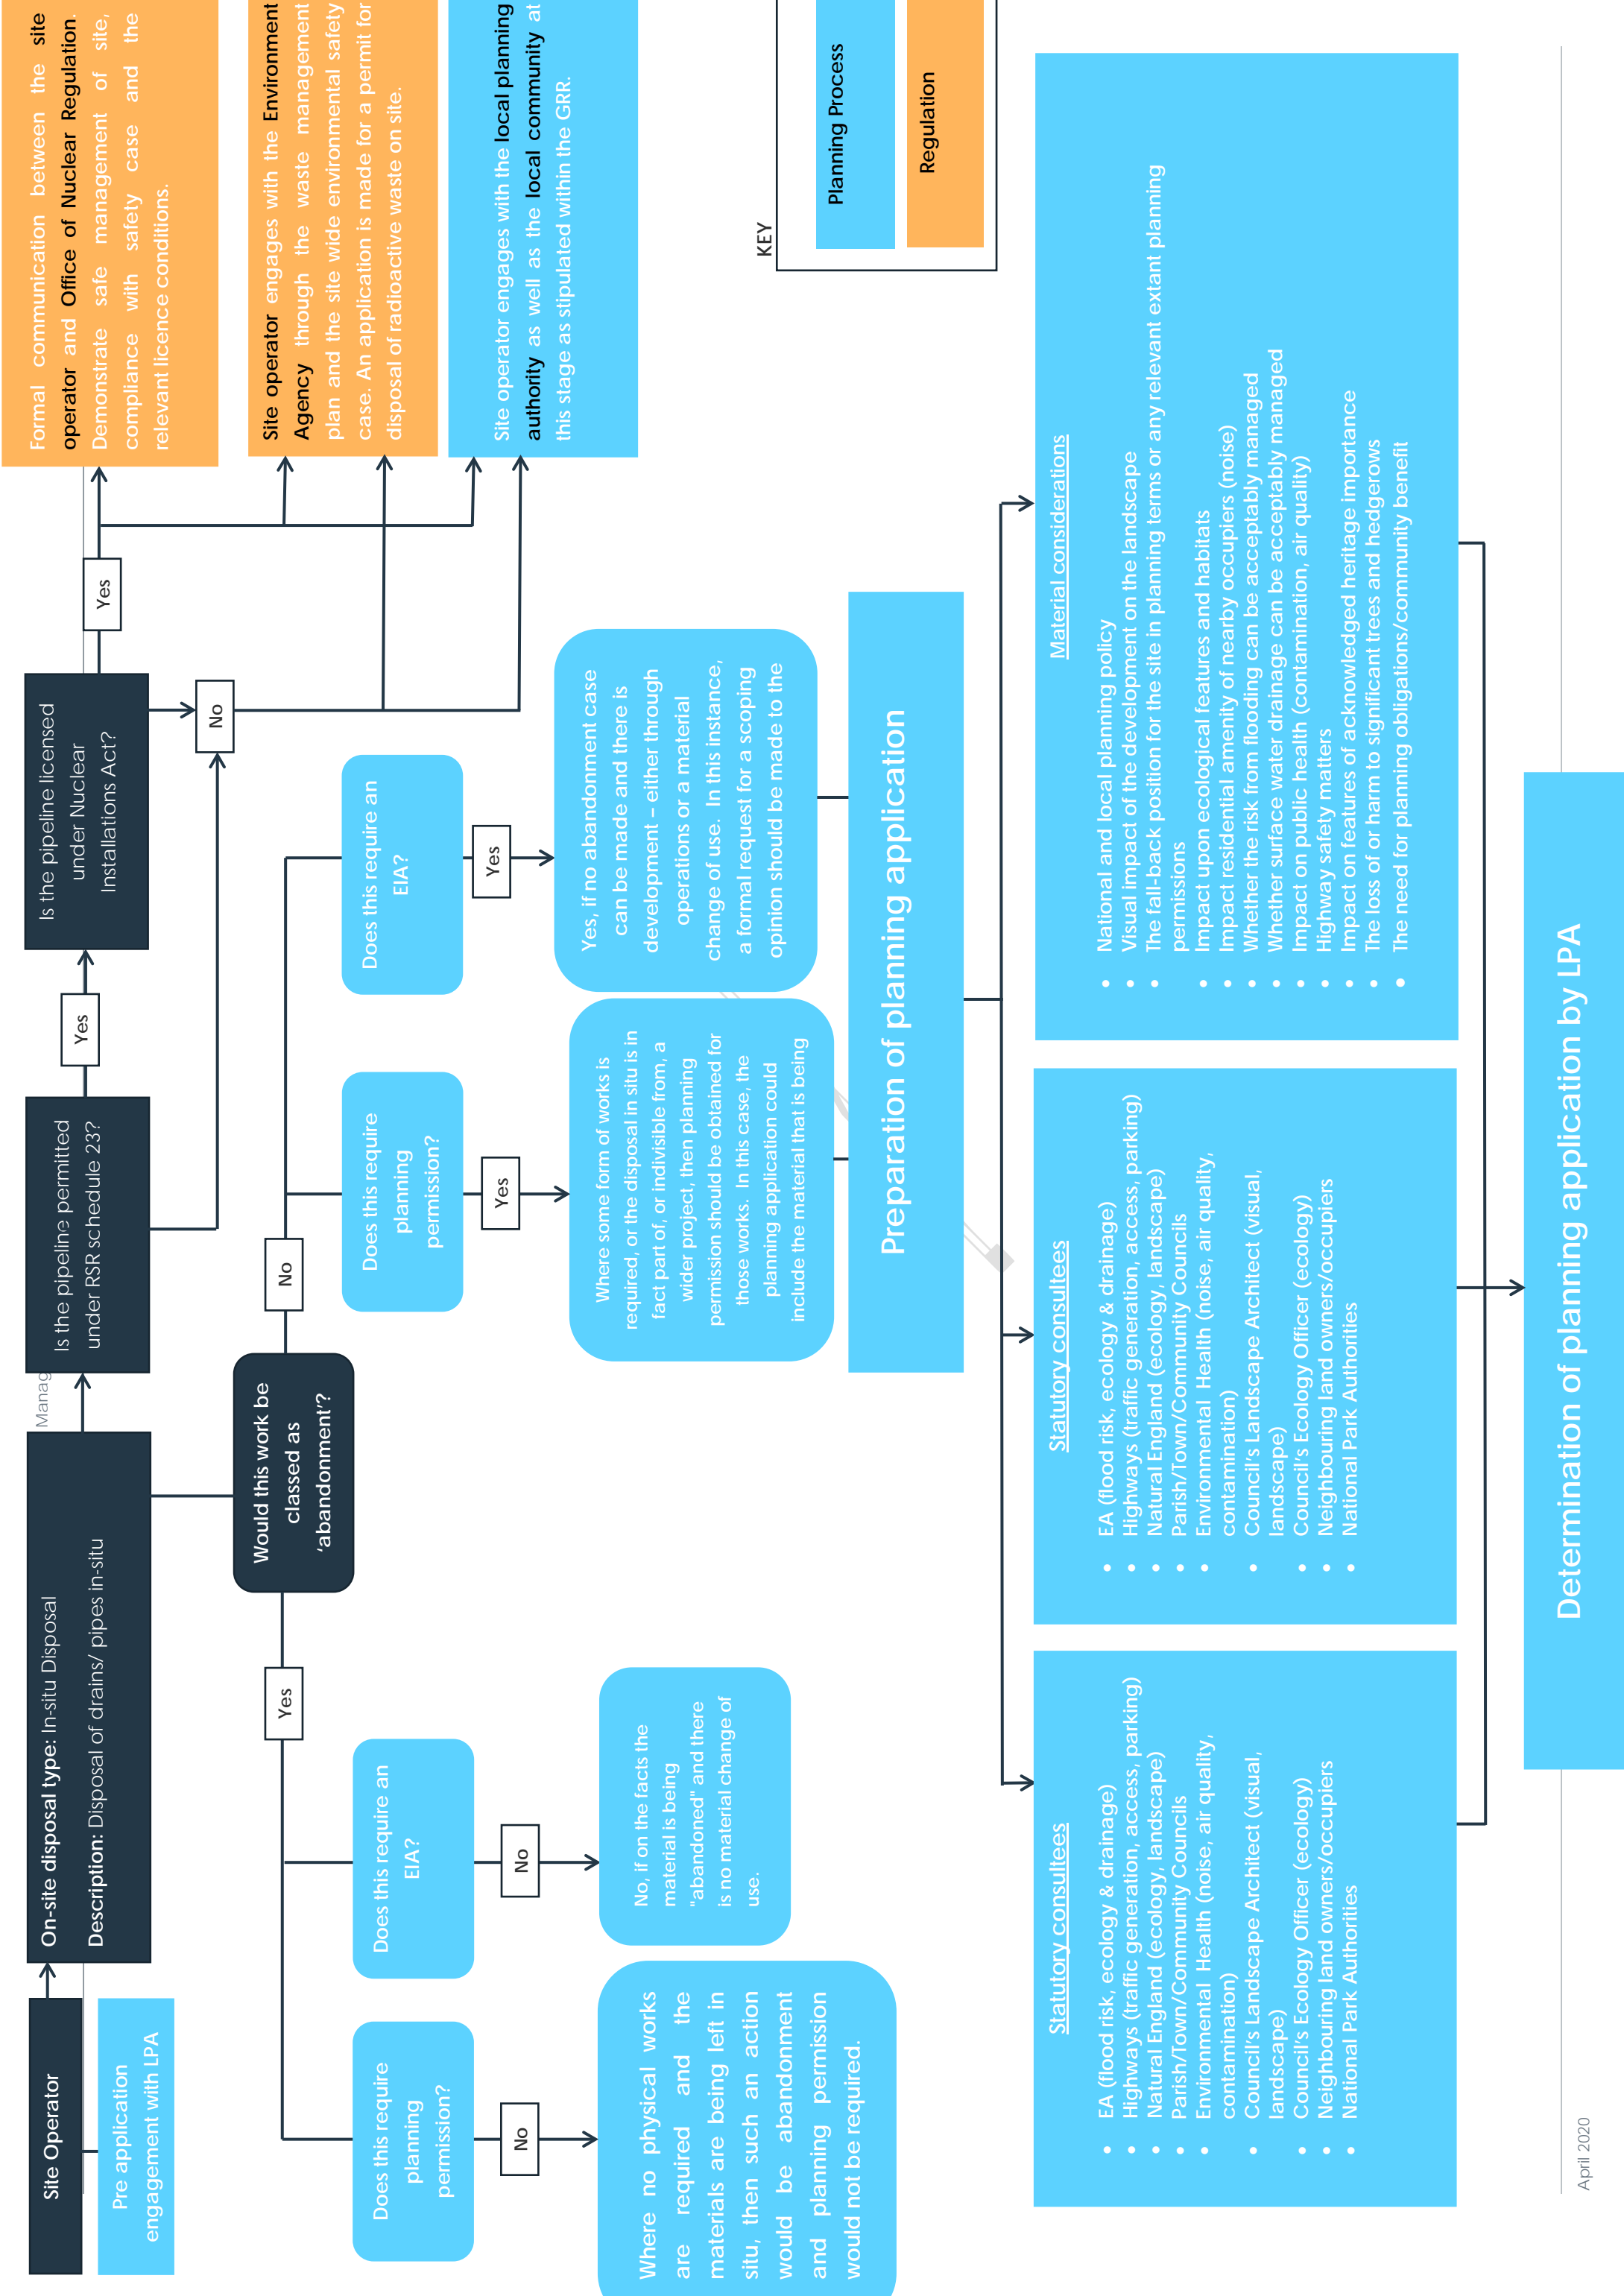 Site Operator
Pre application
engagement with LPA
On-site disposal type: In-situ Disposal
Description: Disposal of drains/ pipes in-situ
Manag
Is the pipeline permitted
under RSR schedule 23?
Yes
Is the pipeline licensed
under Nuclear
Installations Act?
Yes
No
Formal communication between the site
operator and Office of Nuclear Regulation.
Demonstrate safe management of site,
compliance with safety case and the
relevant licence conditions.
Site operator engages with the Environment
Agency through the waste management
plan and the site wide environmental safety
case. An application is made for a permit for
disposal of radioactive waste on site.
Site operator engages with the local planning
authority as well as the local community at
this stage as stipulated within the GRR.
Would this work be
classed as
‘abandonment’?
Yes
No
Does this require
planning
permission?
No
Where no physical works
are required and the
materials are being left in
situ, then such an action
would be abandonment
and planning permission
would not be required.
Does this require an
EIA?
No
No, if on the facts the
material is being
"abandoned" and there
is no material change of
use.
Does this require
planning
permission?
Yes
Where some form of works is
required, or the disposal in situ is in
fact part of, or indivisible from, a
wider project, then planning
permission should be obtained for
those works. In this case, the
planning application could
include the material that is being
Does this require an
EIA?
Yes
Yes, if no abandonment case
can be made and there is
development – either through
operations or a material
change of use. In this instance,
a formal request for a scoping
opinion should be made to the
KEY
Planning Process
Regulation
Preparation of planning application
Statutory consultees
• EA (flood risk, ecology & drainage)
• Highways (traffic generation, access, parking)
• Natural England (ecology, landscape)
• Parish/Town/Community Councils
• Environmental Health (noise, air quality,
contamination)
• Council’s Landscape Architect (visual,
landscape)
• Council’s Ecology Officer (ecology)
• Neighbouring land owners/occupiers
• National Park Authorities
Statutory consultees
• EA (flood risk, ecology & drainage)
• Highways (traffic generation, access, parking)
• Natural England (ecology, landscape)
• Parish/Town/Community Councils
• Environmental Health (noise, air quality,
contamination)
• Council’s Landscape Architect (visual,
landscape)
• Council’s Ecology Officer (ecology)
• Neighbouring land owners/occupiers
• National Park Authorities
Material considerations
• National and local planning policy
• Visual impact of the development on the landscape
• The fall-back position for the site in planning terms or any relevant extant planning
permissions
• Impact upon ecological features and habitats
• Impact residential amenity of nearby occupiers (noise)
• Whether the risk from flooding can be acceptably managed
• Whether surface water drainage can be acceptably managed
• Impact on public health (contamination, air quality)
• Highway safety matters
• Impact on features of acknowledged heritage importance
• The loss of or harm to significant trees and hedgerows
• The need for planning obligations/community benefit
Determination of planning application by LPA
April 2020